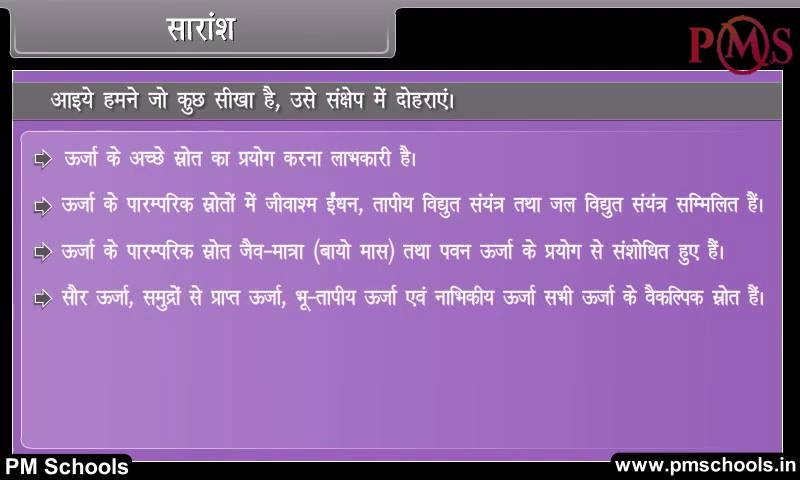 सारांश
PMS
आइये हमने जो कुछ सीखा है, उसे संक्षेप में दोहराएं।
ऊर्जा के अच्छे स्रोत का प्रयोग करना लाभकारी है।
ऊर्जा के पारम्परिक स्रोतों में जीवाश्म ईंधन, तापीय विद्युत संयंत्र तथा जल विद्युत संयंत्र सम्मिलित हैं।
ऊर्जा के पारम्परिक स्रोत जैव-मात्रा (बायो मास) तथा पवन ऊर्जा के प्रयोग से संशोधित हुए हैं।
सौर ऊर्जा, समुद्रों से प्राप्त ऊर्जा, भू-तापीय ऊर्जा एवं नाभिकीय ऊर्जा सभी ऊर्जा के वैकल्पिक स्रोत हैं।
PM Schools
www.pmschools.in